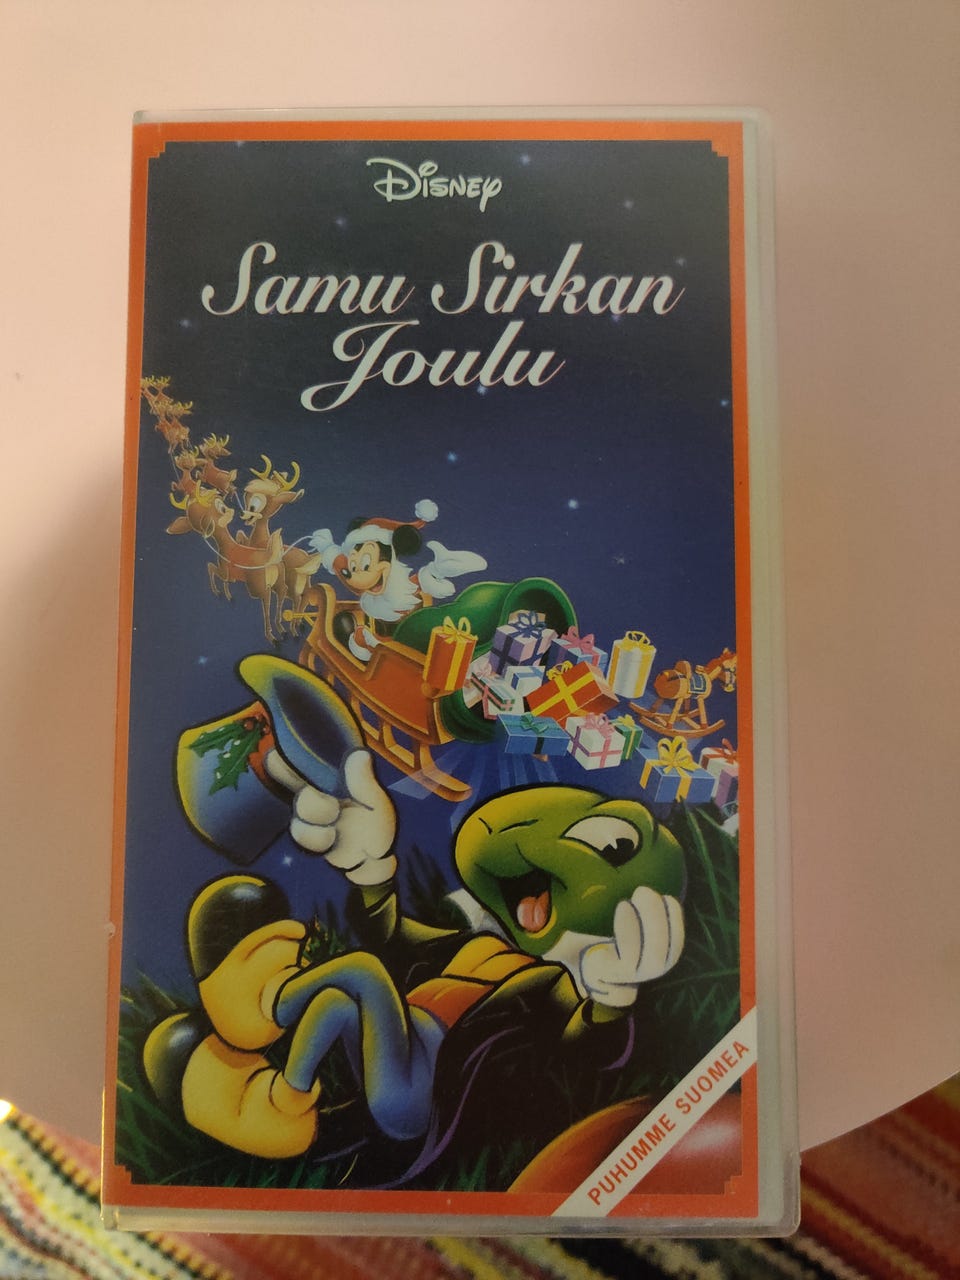 Disney
Samu Sirkan
Joulu
PUHUMME SUOMEA